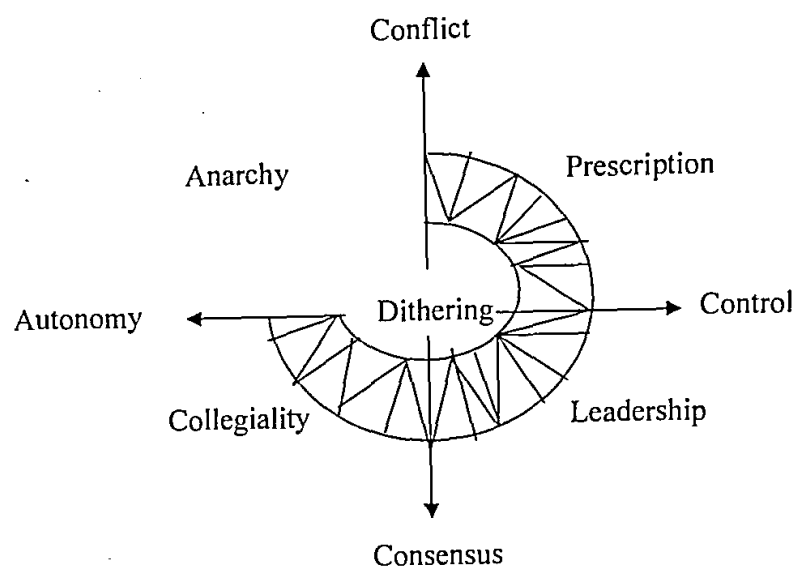 Conflict
Anarchy
Prescription
Autonomy
Dithering
Control
Collegiality
Leadership
Consensus